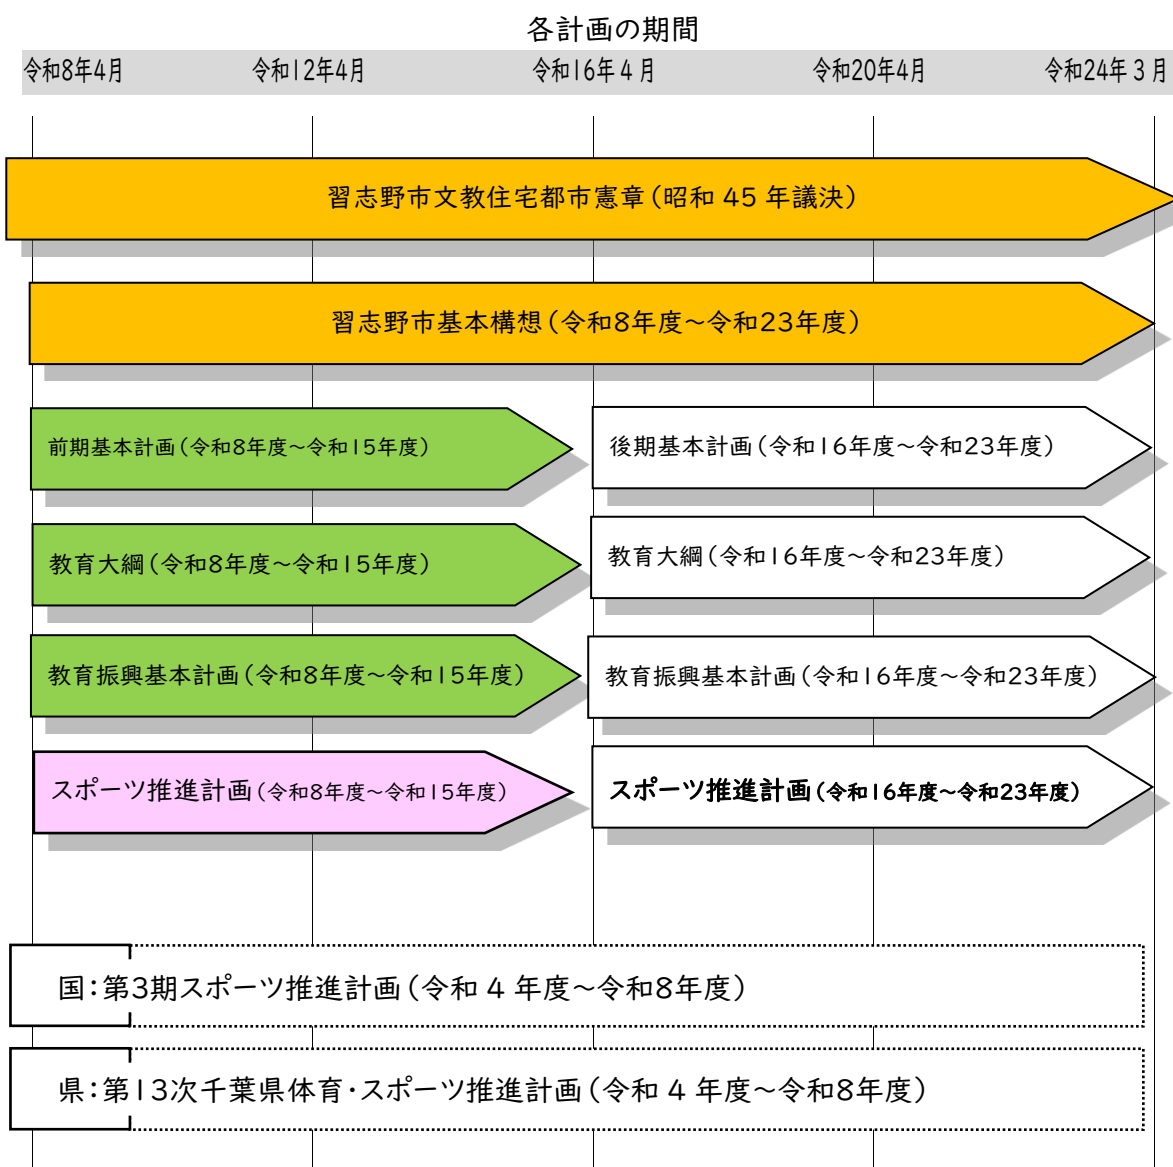 各計画の期間
令和8年4月 令和12年4月 令和16年4月 令和20年4月 令和24年3月
習志野市文教住宅都市憲章(昭和 45 年議決)
習志野市基本構想(令和8年度~令和23年度)
前期基本計画(令和8年度~令和15年度) 後期基本計画(令和16年度~令和23年度)
教育大綱(令和8年度~令和15年度) 教育大綱(令和16年度~令和23年度)
教育振興基本計画(令和8年度~令和15年度) 教育振興基本計画(令和16年度~令和23年度)
スポーツ推進計画(令和8年度~令和15年度) スポーツ推進計画(令和16年度~令和23年度)
国:第3期スポーツ推進計画(令和 4 年度~令和8年度)
県:第13次千葉県体育・スポーツ推進計画(令和 4 年度~令和8年度)